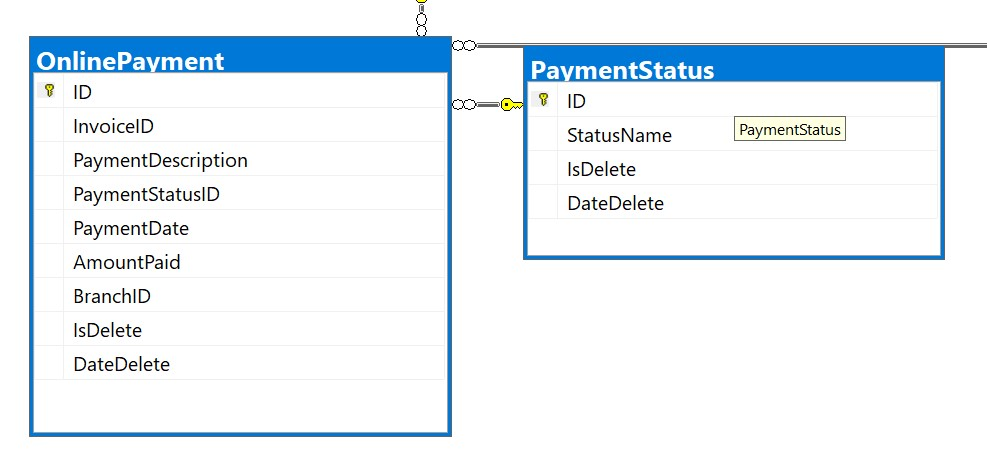 OnlinePayment
ID
InvoiceID
PaymentDescription
PaymentStatusID
PaymentDate
AmountPaid
BranchID
IsDelete
DateDelete
PaymentStatus
ID
StatusName
PaymentStatus
IsDelete
DateDelete